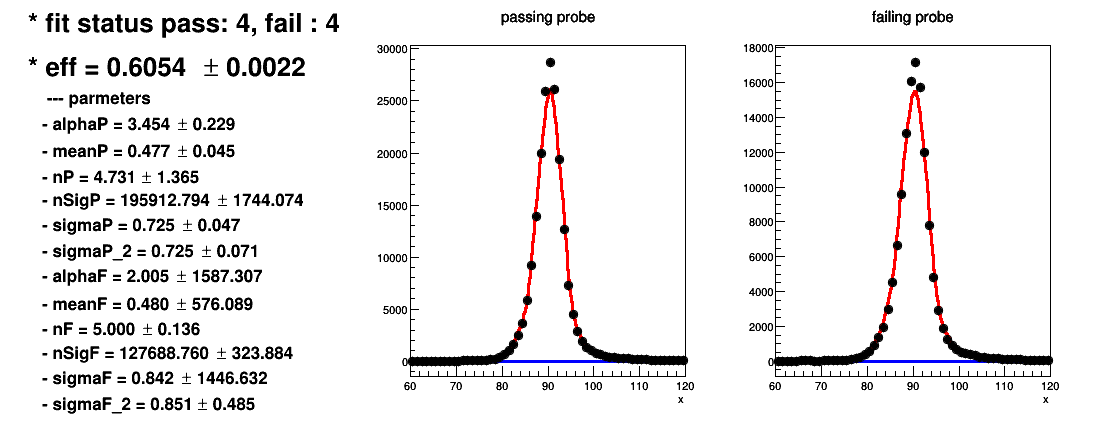 * fit status pass: 4, fail : 4
* eff = 0.6054 ± 0.0022
--- parmeters
- alphaP = 3.454 ± 0.229
- meanP = 0.477 ± 0.045
- nP = 4.731 ± 1.365
- nSigP = 195912.794 ± 1744.074
- sigmaP = 0.725 ± 0.047
- sigmaP_2 = 0.725 ± 0.071
- alphaF = 2.005 ± 1587.307
- meanF = 0.480 ± 576.089
- nF = 5.000 ± 0.136
- nSigF = 127688.760 ± 323.884
- sigmaF = 0.842 ± 1446.632
- sigmaF_2 = 0.851 ± 0.485
passing probe
30000
25000
20000
15000
10000
5000
0
60 70 80 90 100 110 120
x
failing probe
18000
16000
14000
12000
10000
8000
6000
4000
2000
0
60 70 80 90 100 110 120
x